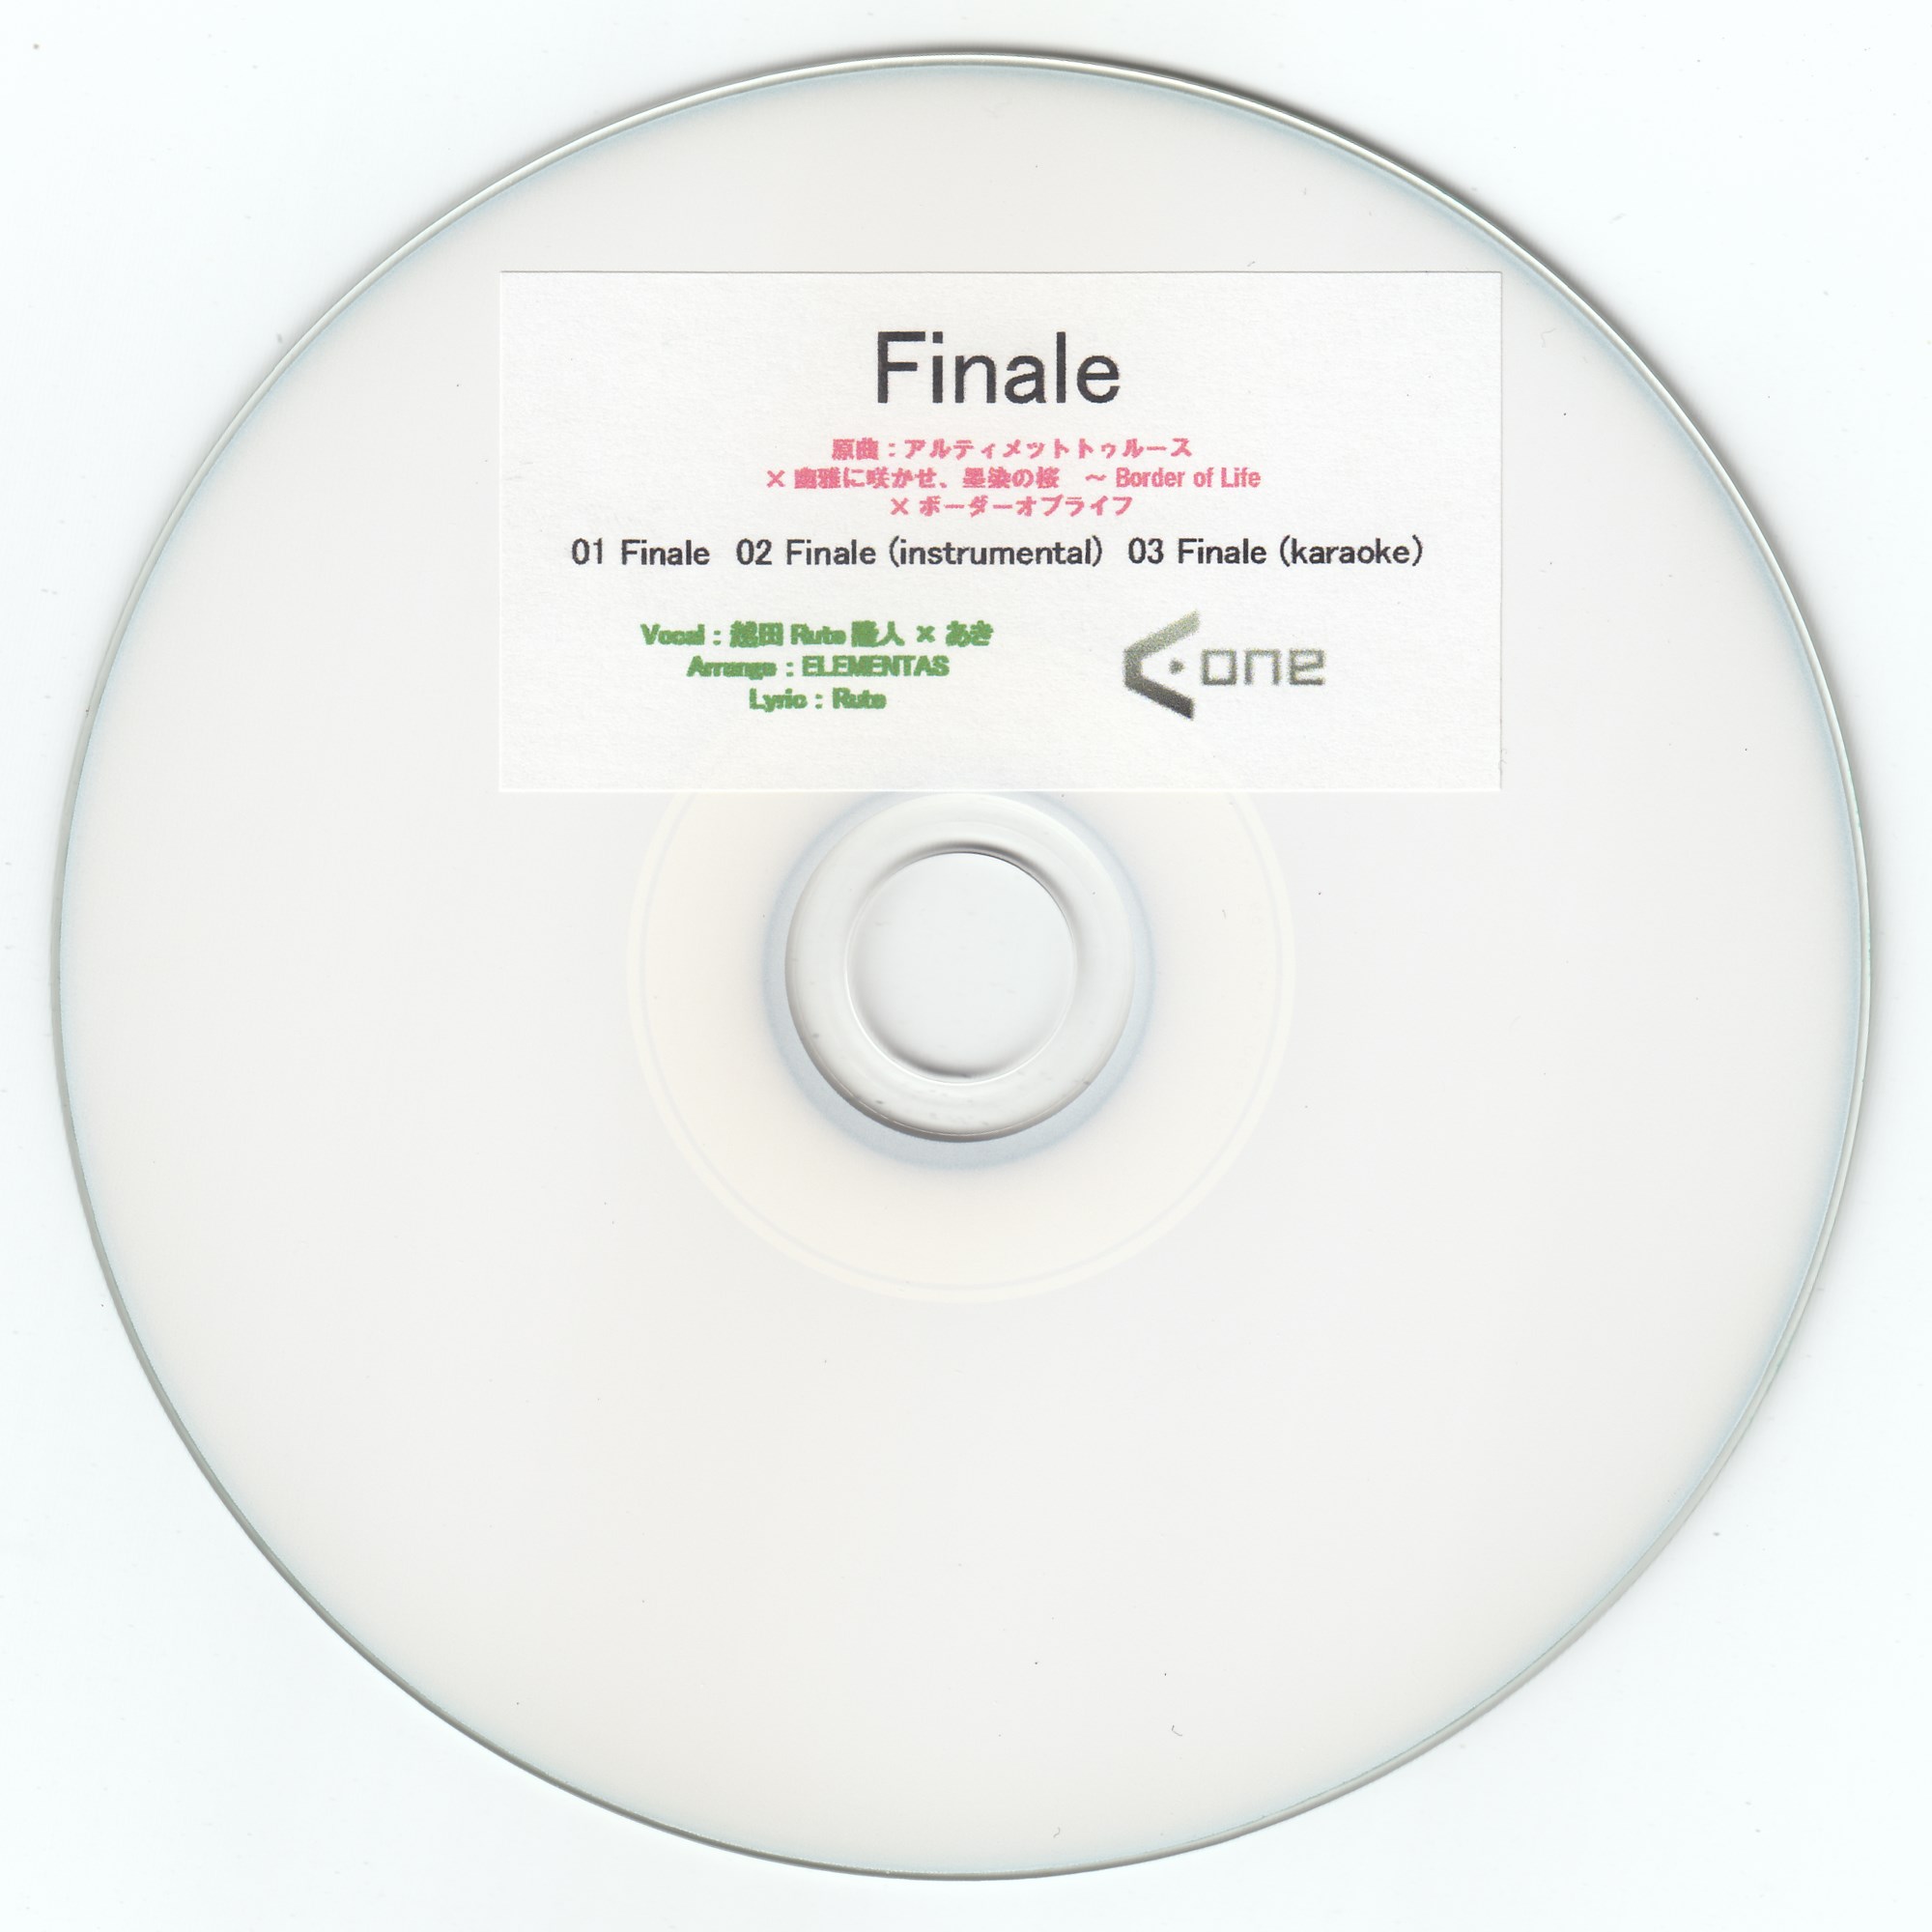 Finale
原曲：アルティメットトゥルース
× 幽雅に咲かせ、墨染の桜　～ Border of Life
× ボーダーオブライフ
01 Finale 02 Finale (instrumental) 03 Finale (karaoke)
Vocal : 越田 Rute 隆人 × あき
Arrange : ELEMENTAS
Lyric : Rute
one